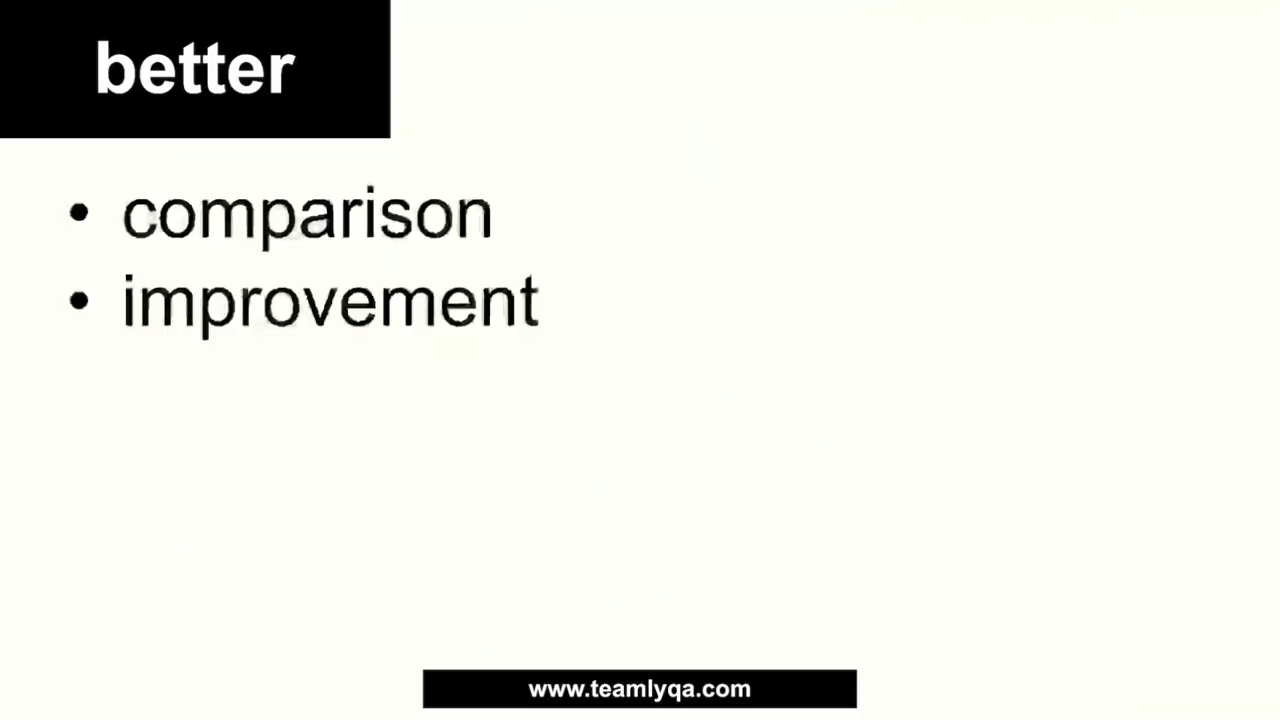 better
• comparison
• improvement
www.teamlyqa.com